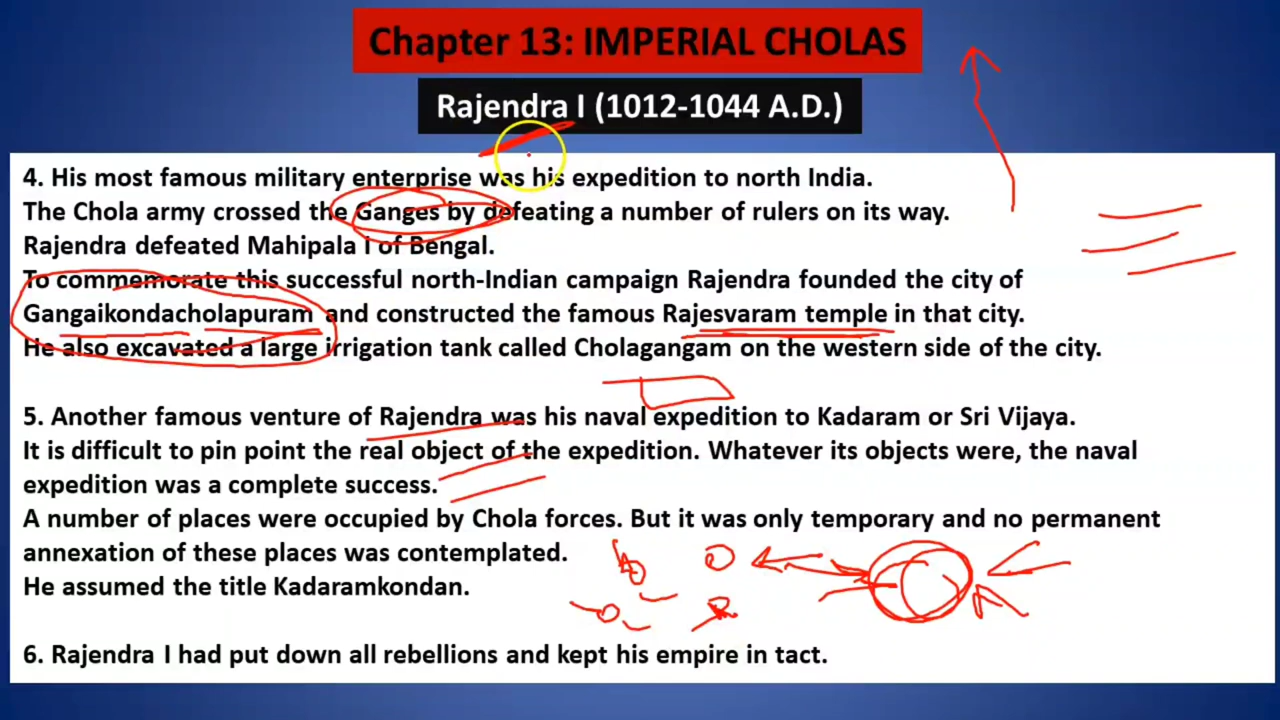 Chapter 13: IMPERIAL CHOLAS
Rajendra I (1012-1044 A.D.)
4. His most famous military enterprise was his expedition to north India.
The Chola army crossed the Ganges by defeating a number of rulers on its way.
Rajendra defeated Mahipala I of Bengal.
To commemorate this successful north-Indian campaign Rajendra founded the city of
Gangaikondacholapuram and constructed the famous Rajesvaram temple in that city.
He also excavated a large irrigation tank called Cholagangam on the western side of the city.
5. Another famous venture of Rajendra was his naval expedition to Kadaram or Sri Vijaya.
It is difficult to pin point the real object of the expedition. Whatever its objects were, the naval
expedition was a complete success.
A number of places were occupied by Chola forces. But it was only temporary and no permanent
annexation of these places was contemplated.
He assumed the title Kadaramkondan.
6. Rajendra I had put down all rebellions and kept his empire in tact.